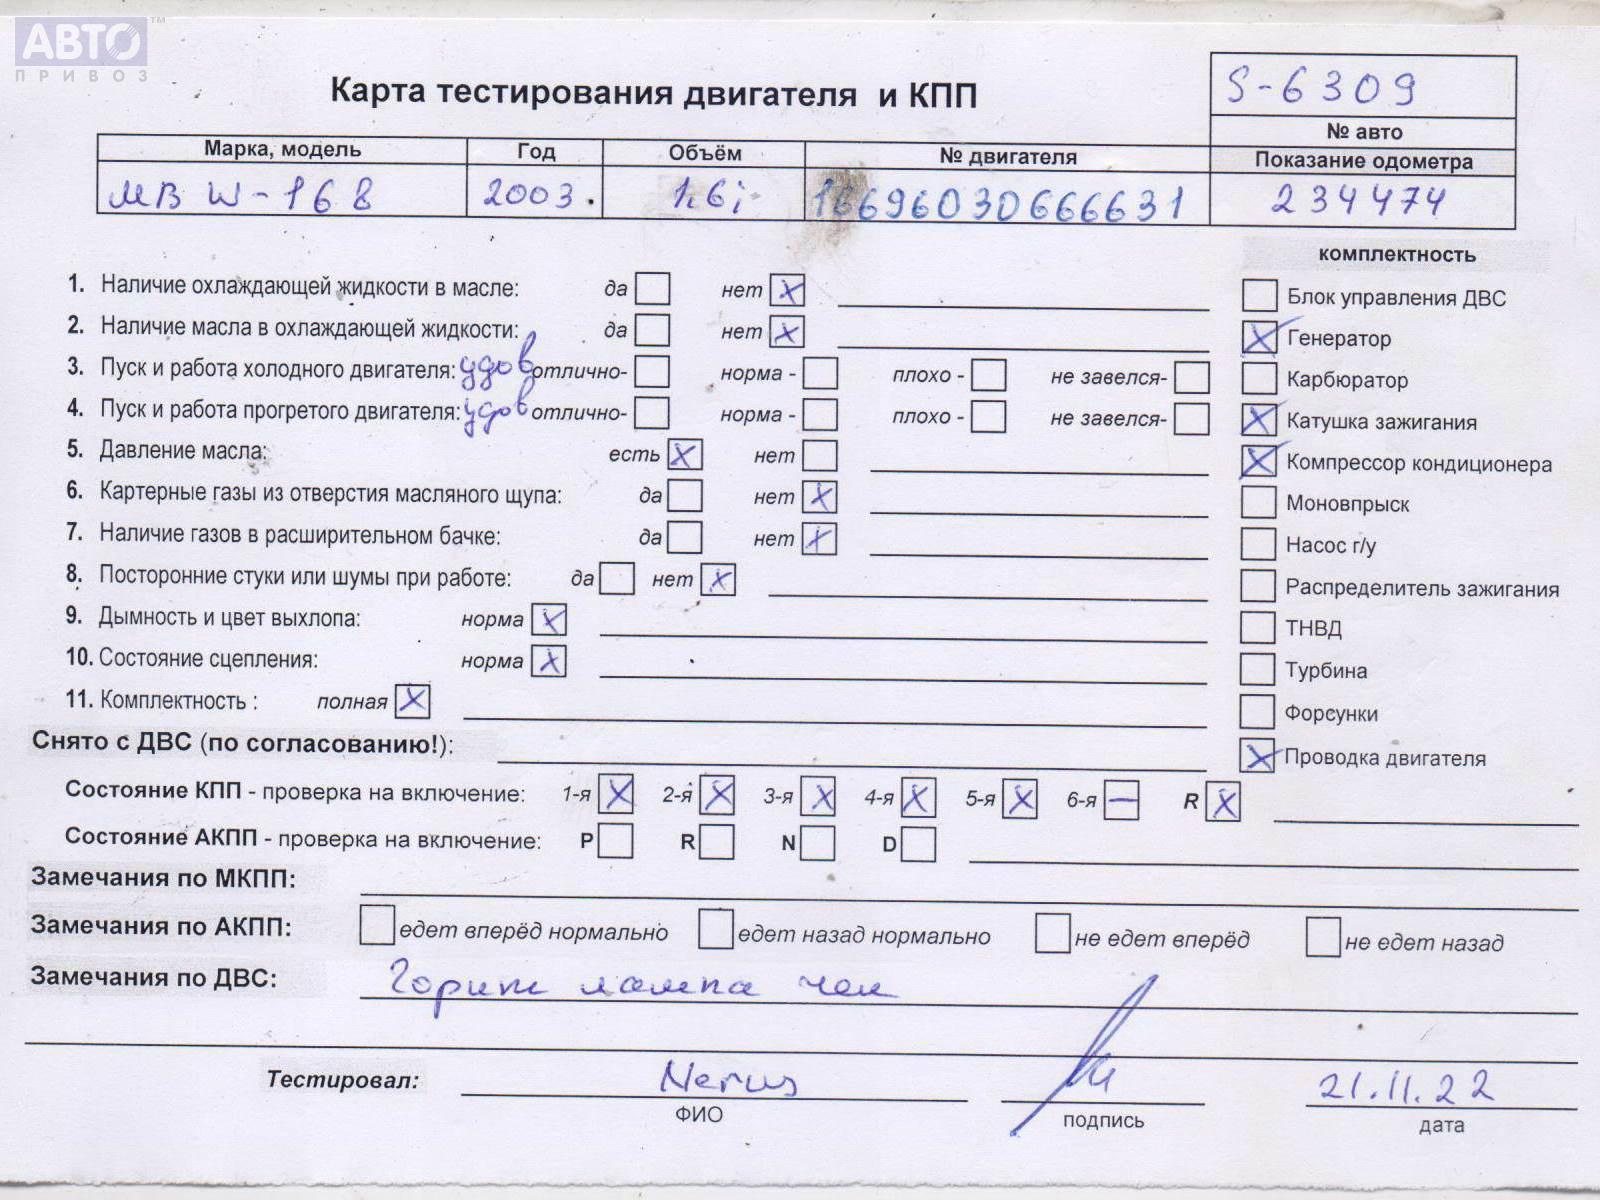 АВТО™
ПРИВОЗ
Карта тестирования двигателя и КПП
S-6309
№ авто
Марка, модель Год Объём № двигателя Показание одометра
MB W-168 2003. 1.6i 16696030666631 234474
комплектность
1. Наличие охлаждающей жидкости в масле: да нет X
Блок управления ДВС
2. Наличие масла в охлаждающей жидкости: да нет X
X Генератор
3. Пуск и работа холодного двигателя: удов отлично- норма - плохо - не завелся-
Карбюратор
4. Пуск и работа прогретого двигателя: удов отлично- норма - плохо - не завелся-
X Катушка зажигания
5. Давление масла: есть X нет
X Компрессор кондиционера
6. Картерные газы из отверстия масляного щупа: да нет X
Моновпрыск
7. Наличие газов в расширительном бачке: да нет X
Насос г/у
8. Посторонние стуки или шумы при работе: да нет X
Распределитель зажигания
9. Дымность и цвет выхлопа: норма X
ТНВД
10. Состояние сцепления: норма X
Турбина
11. Комплектность : полная X
Форсунки
Снято с ДВС (по согласованию!):
X Проводка двигателя
Состояние КПП - проверка на включение: 1-я X 2-я X 3-я X 4-я X 5-я X 6-я — R X
Состояние АКПП - проверка на включение: P R N D
Замечания по МКПП:
Замечания по АКПП: едет вперёд нормально едет назад нормально не едет вперёд не едет назад
Замечания по ДВС: Горит лампа чек
Тестировал: 21.11.22
ФИО подпись дата